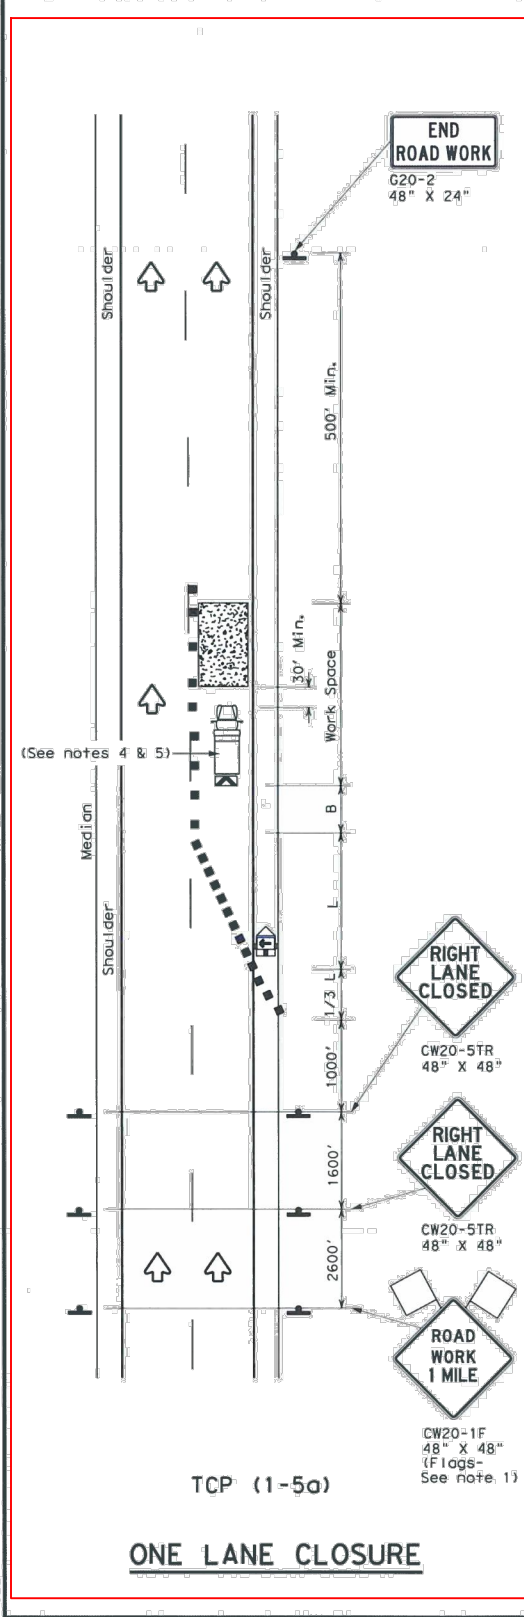 END
ROAD WORK
G20-2
48" X 24"
Shoulder
Shoulder
500' Min.
30' Min.
Work Space
(See notes 4 & 5)
B
Median
L
Shoulder
1/3 L
RIGHT
LANE
CLOSED
CW20-5TR
48" X 48"
1000'
RIGHT
LANE
CLOSED
CW20-5TR
48" X 48"
1600'
2600'
ROAD
WORK
1 MILE
CW20-1F
48" X 48"
(Flags-
See note 1)
TCP (1-5a)
ONE LANE CLOSURE